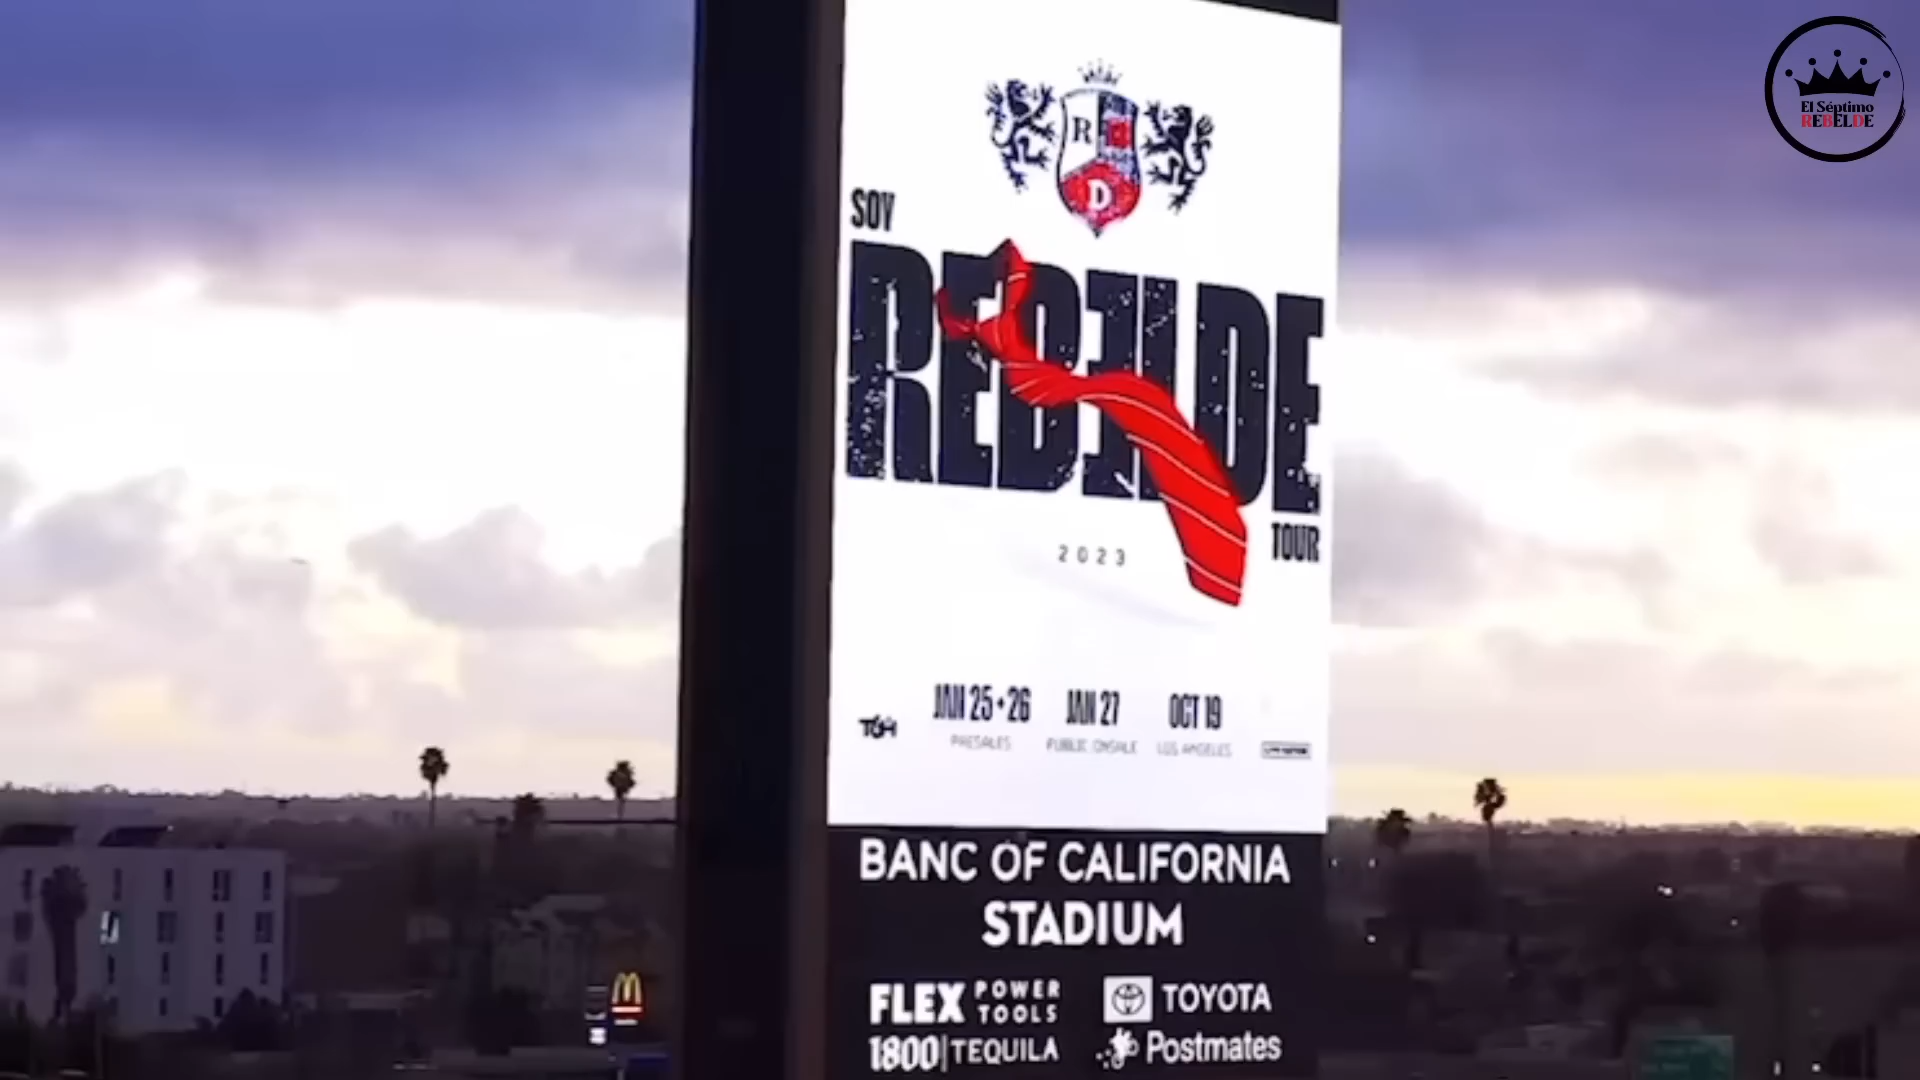 El Séptimo
REBELDE
R
D
SOY
REBELDE
TOUR
2023
T6H
JAN 25+26
PRESALES
JAN 27
PUBLIC ONSALE
OCT 19
LOS ANGELES
BANC OF CALIFORNIA
STADIUM
FLEX POWER TOOLS
TOYOTA
1800|TEQUILA
Postmates